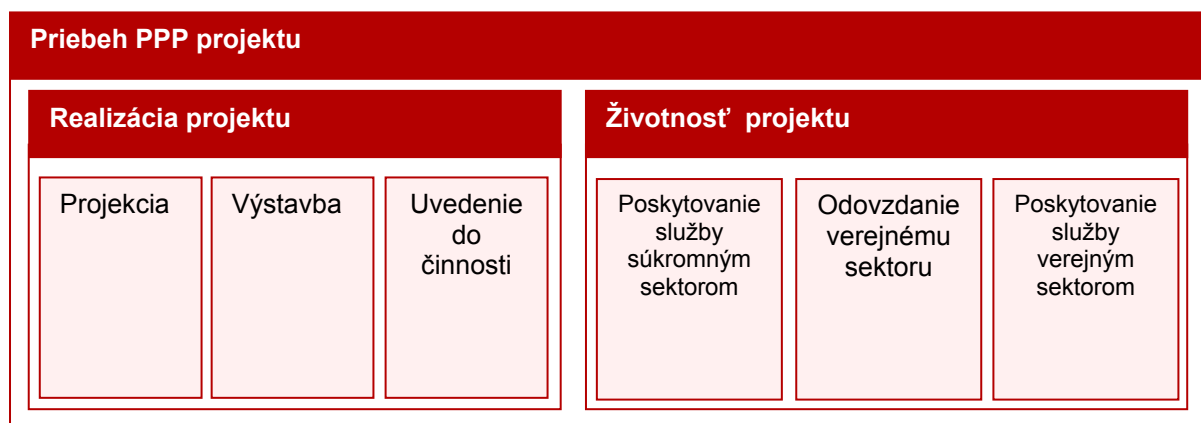 Priebeh PPP projektu
Realizácia projektu
Životnosť projektu
Projekcia
Výstavba
Uvedenie
do
činnosti
Poskytovanie
služby
súkromným
sektorom
Odovzdanie
verejnému
sektoru
Poskytovanie
služby
verejným
sektorom